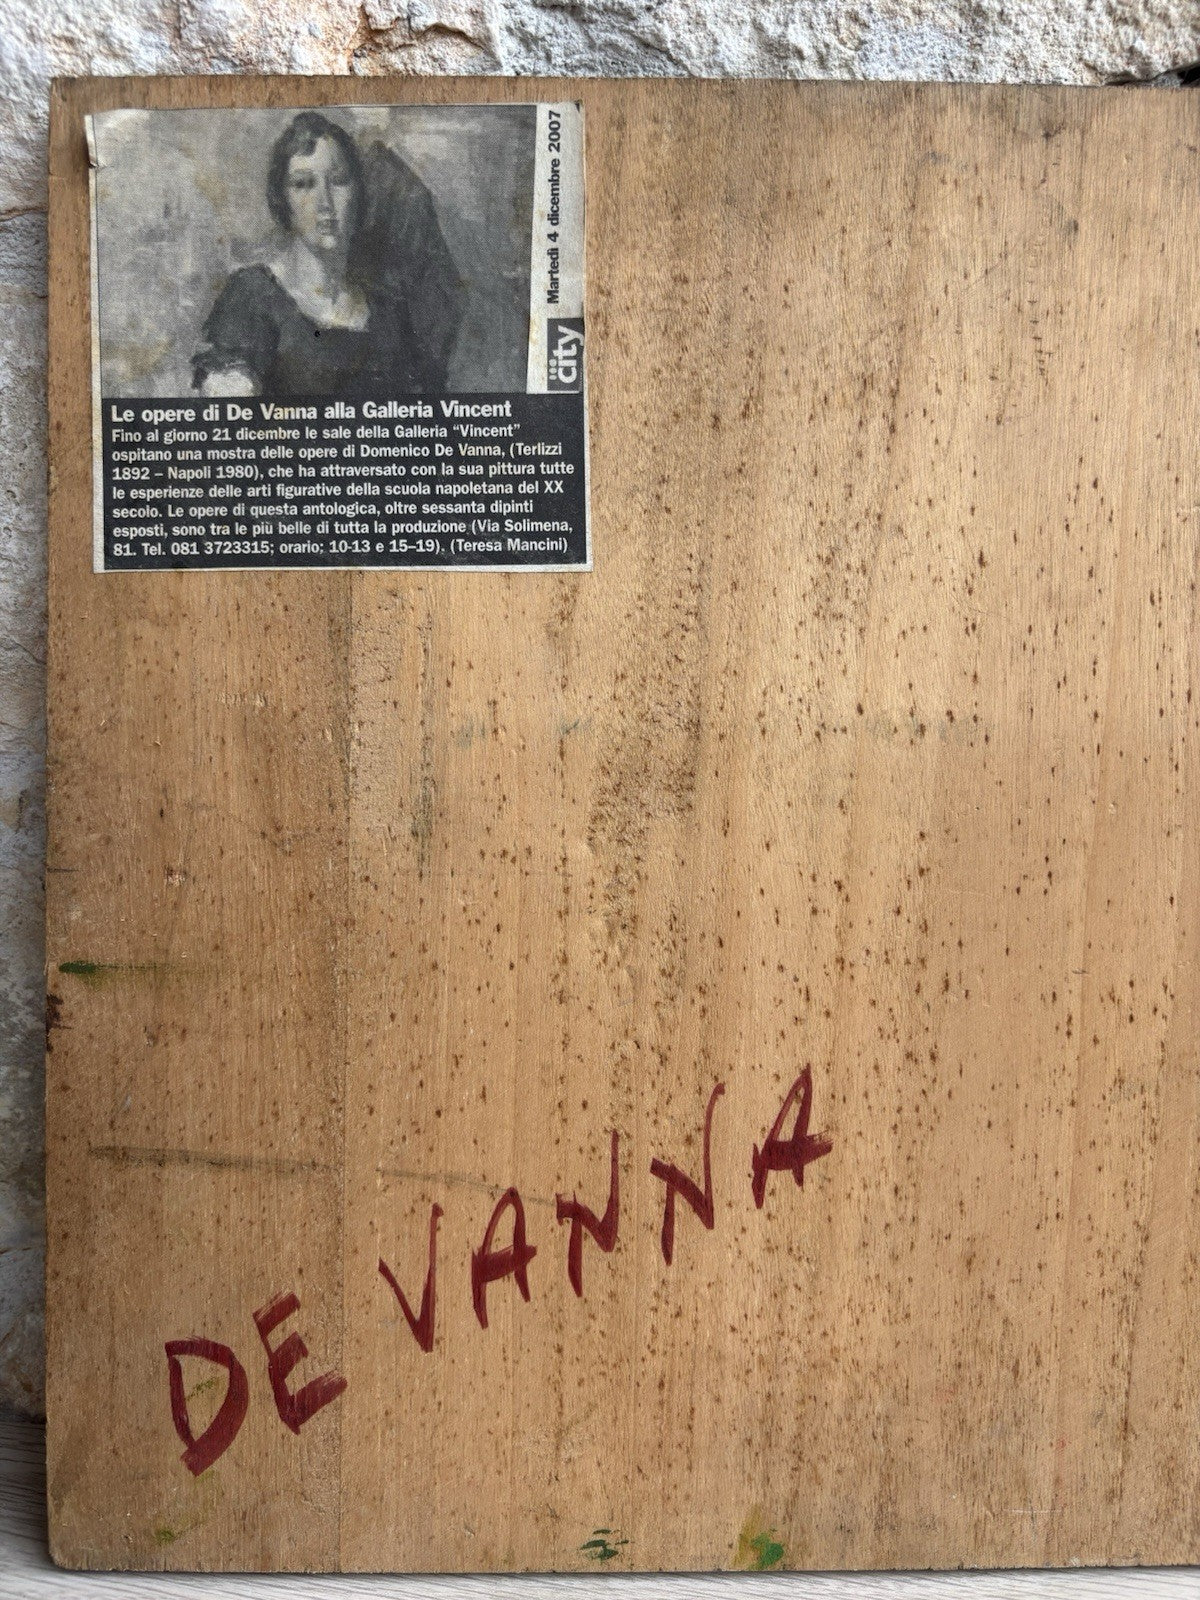 Martedì 4 dicembre 2007
city
Le opere di De Vanna alla Galleria Vincent
Fino al giorno 21 dicembre le sale della Galleria “Vincent”
ospitano una mostra delle opere di Domenico De Vanna, (Terlizzi
1892 – Napoli 1980), che ha attraversato con la sua pittura tutte
le esperienze delle arti figurative della scuola napoletana del XX
secolo. Le opere di questa antologica, oltre sessanta dipinti
esposti, sono tra le più belle di tutta la produzione (Via Solimena,
81. Tel. 081 3723315; orario; 10-13 e 15–19). (Teresa Mancini)
DE VANNA